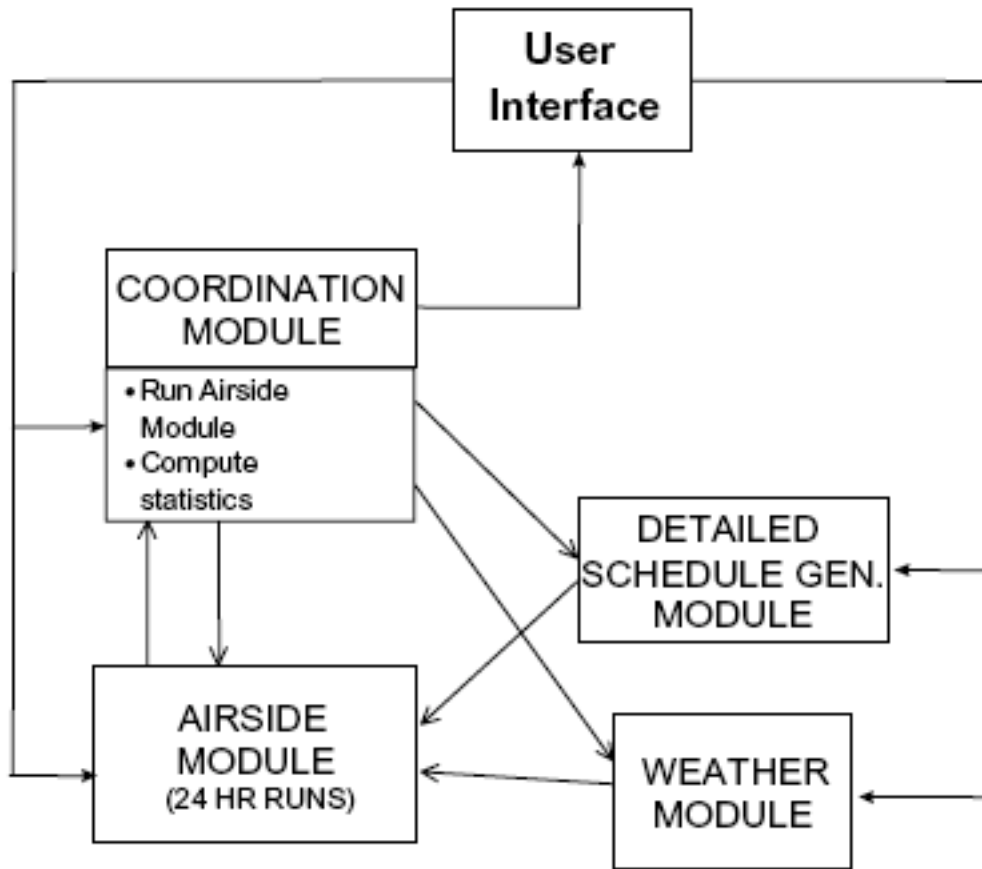 User
Interface
COORDINATION
MODULE
• Run Airside
Module
• Compute
statistics
DETAILED
SCHEDULE GEN.
MODULE
AIRSIDE
MODULE
(24 HR RUNS)
WEATHER
MODULE